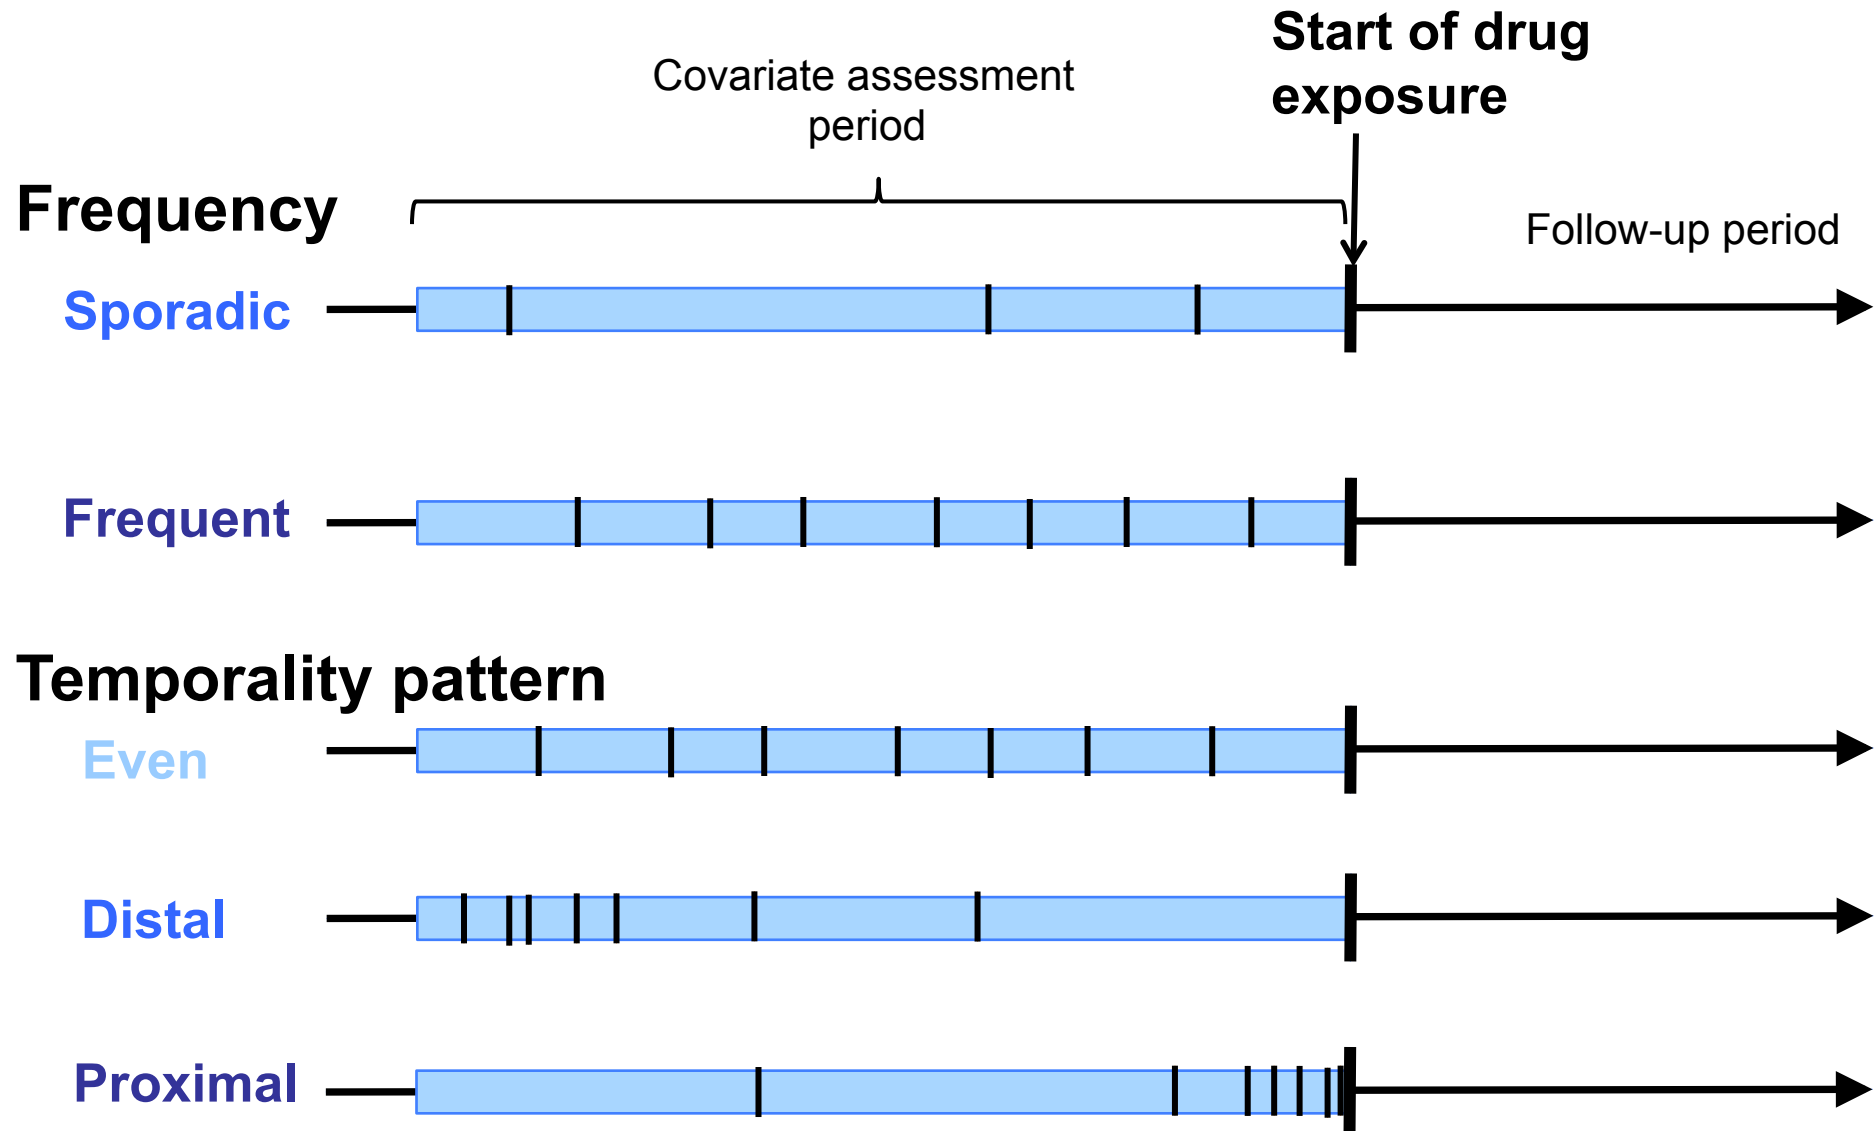 Start of drug
exposure
Covariate assessment
period
Frequency
Follow-up period
Sporadic
Frequent
Temporality pattern
Even
Distal
Proximal